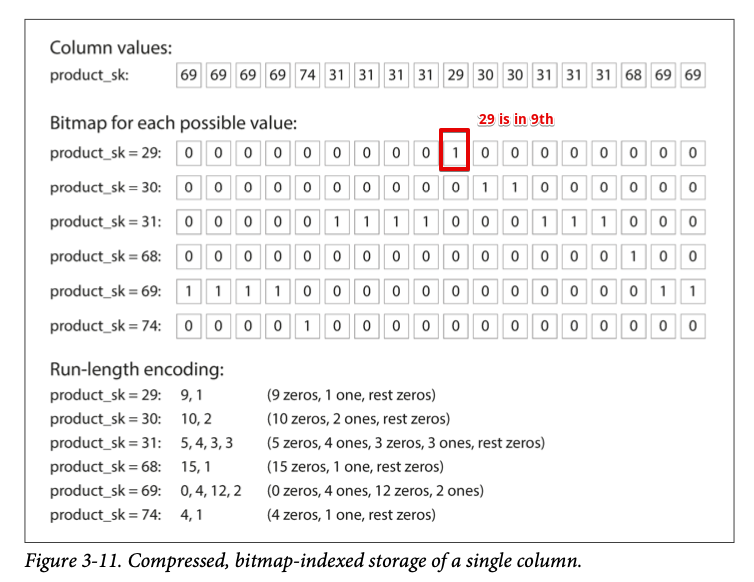 Column values:
product_sk: 69 69 69 69 74 31 31 31 31 29 30 30 31 31 31 68 69 69
29 is in 9th
Bitmap for each possible value:
product_sk = 29: 0 0 0 0 0 0 0 0 0 1 0 0 0 0 0 0 0 0
product_sk = 30: 0 0 0 0 0 0 0 0 0 0 1 1 0 0 0 0 0 0
product_sk = 31: 0 0 0 0 0 1 1 1 1 0 0 0 1 1 1 0 0 0
product_sk = 68: 0 0 0 0 0 0 0 0 0 0 0 0 0 0 0 1 0 0
product_sk = 69: 1 1 1 1 0 0 0 0 0 0 0 0 0 0 0 0 1 1
product_sk = 74: 0 0 0 0 1 0 0 0 0 0 0 0 0 0 0 0 0 0
Run-length encoding:
product_sk = 29: 9, 1 (9 zeros, 1 one, rest zeros)
product_sk = 30: 10, 2 (10 zeros, 2 ones, rest zeros)
product_sk = 31: 5, 4, 3, 3 (5 zeros, 4 ones, 3 zeros, 3 ones, rest zeros)
product_sk = 68: 15, 1 (15 zeros, 1 one, rest zeros)
product_sk = 69: 0, 4, 12, 2 (0 zeros, 4 ones, 12 zeros, 2 ones)
product_sk = 74: 4, 1 (4 zeros, 1 one, rest zeros)
Figure 3-11. Compressed, bitmap-indexed storage of a single column.